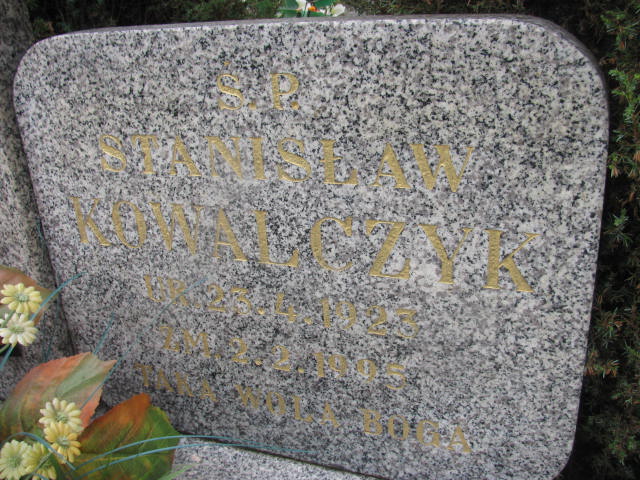 Ś.P.
STANISŁAW
KOWALCZYK
UR. 23.4.1923
ZM. 2.2.1995
TAKA WOLA BOGA